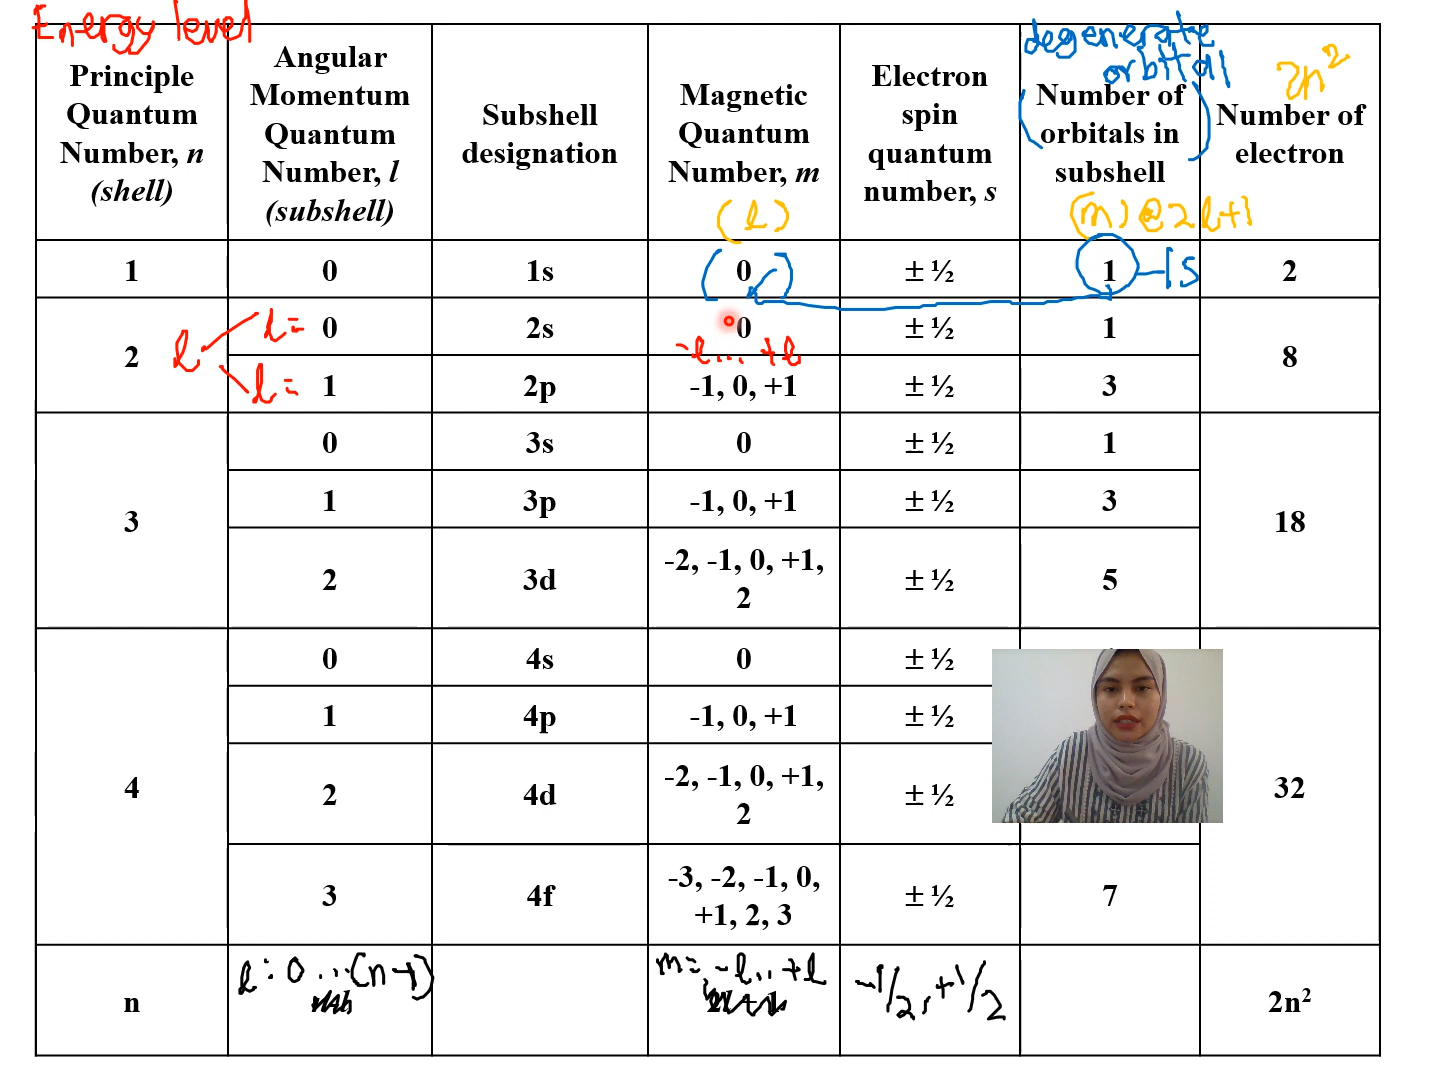 Energy level
Principle
Quantum
Number, n
(shell)
Angular
Momentum
Quantum
Number, l
(subshell)
Subshell
designation
Magnetic
Quantum
Number, m
(l)
Electron
spin
quantum
number, s
degenerate
orbital
(Number of
orbitals in
subshell)
(m) @ 2l+1
2n²
Number of
electron
1
0
1s
(0)
± ½
1 - 1s
2
2
l
l = 0
2s
0
-l... +l
± ½
1
8
l = 1
2p
-1, 0, +1
± ½
3
3
0
3s
0
± ½
1
18
1
3p
-1, 0, +1
± ½
3
2
3d
-2, -1, 0, +1,
2
± ½
5
4
0
4s
0
± ½
32
1
4p
-1, 0, +1
± ½
2
4d
-2, -1, 0, +1,
2
± ½
3
4f
-3, -2, -1, 0,
+1, 2, 3
± ½
7
n
l : 0 ... (n-1)
m = -l .. +l
-1/2, +1/2
2n²